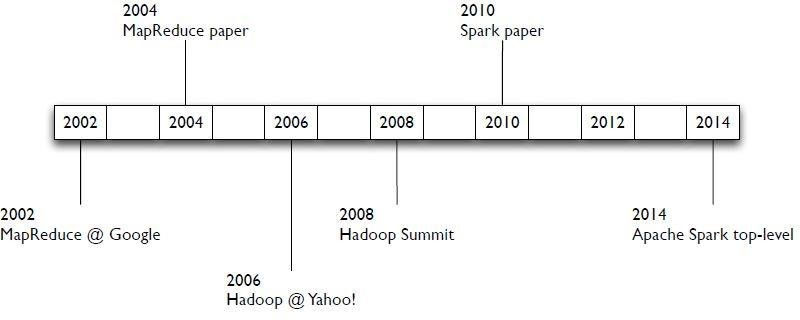 2004
MapReduce paper
2010
Spark paper
2002 2004 2006 2008 2010 2012 2014
2002
MapReduce @ Google
2008
Hadoop Summit
2014
Apache Spark top-level
2006
Hadoop @ Yahoo!